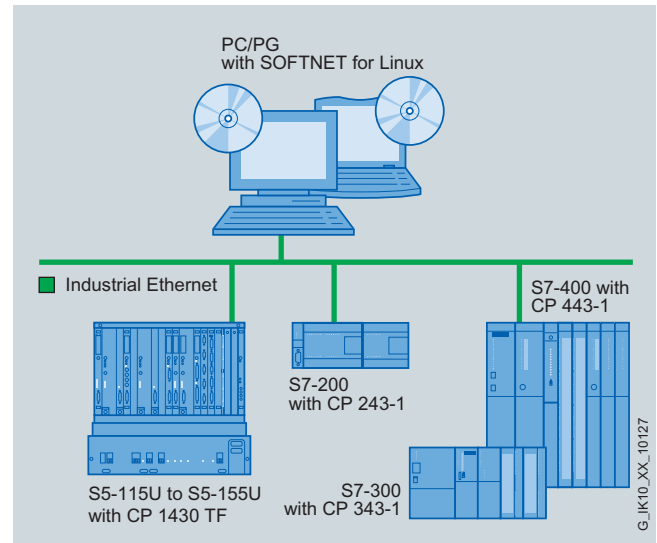 PC/PG
with SOFTNET for Linux
Industrial Ethernet
S7-400 with
CP 443-1
S7-200
with CP 243-1
S5-115U to S5-155U
with CP 1430 TF
S7-300
with CP 343-1
G_IK10_XX_10127